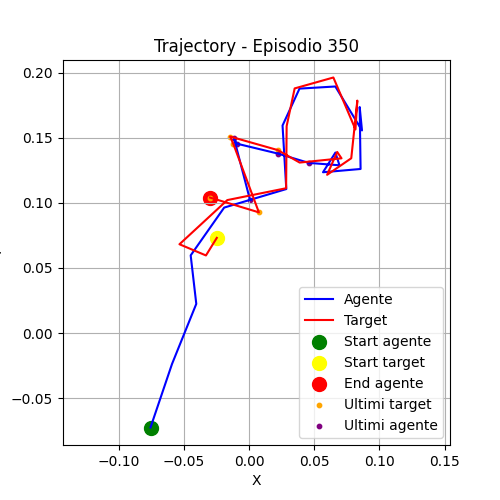 Trajectory - Episodio 350
0.20
0.15
0.10
0.05
0.00
−0.05
−0.10
−0.05
0.00
0.05
0.10
0.15
X
Agente
Target
Start agente
Start target
End agente
Ultimi target
Ultimi agente